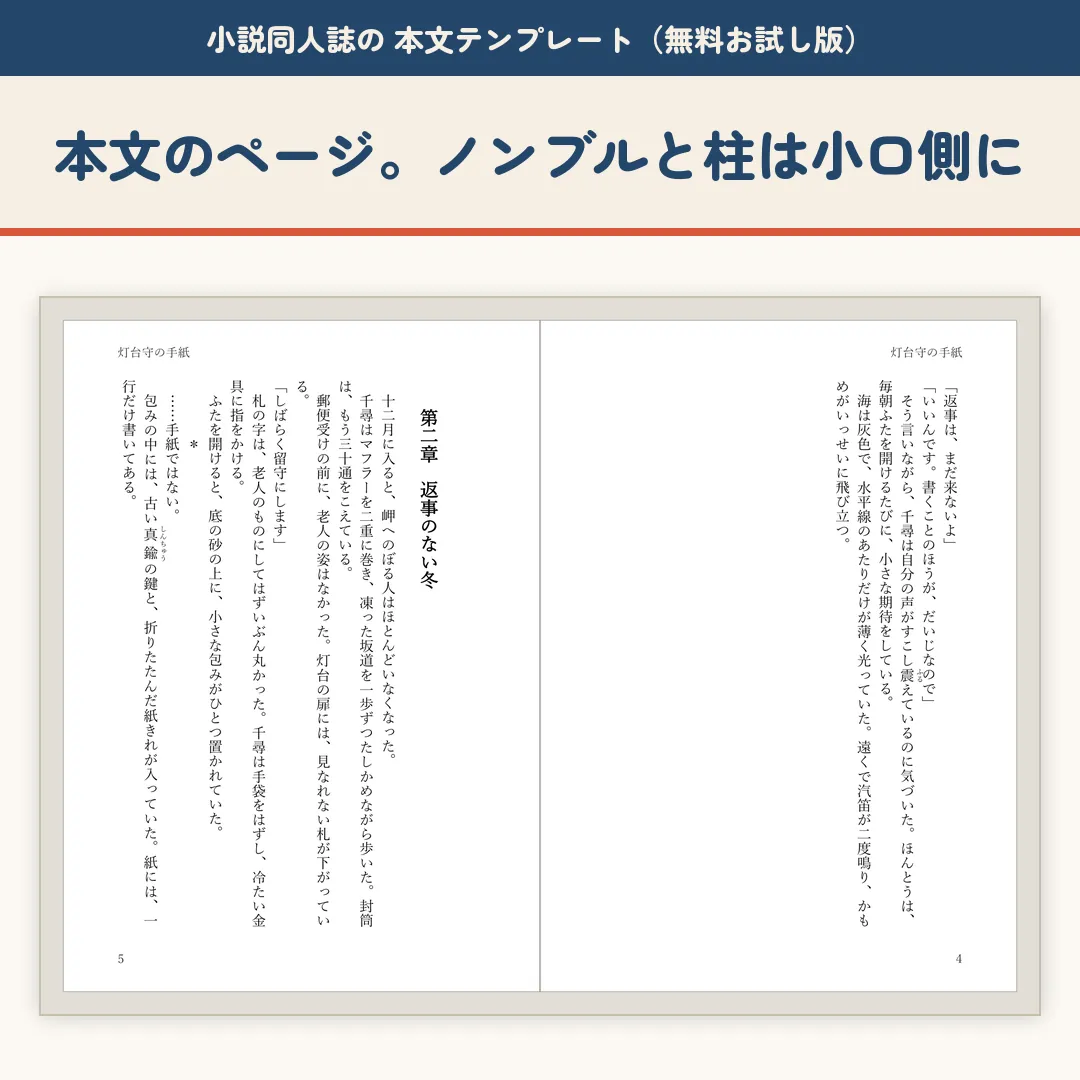 小説同人誌の 本文テンプレート（無料お試し版）
本文のページ。ノンブルと柱は小口側に
灯台守の手紙
「返事は、まだ来ないよ」
「いいんです。書くことのほうが、だいじなので」
　そう言いながら、千尋は自分の声がすこし震えているのに気づいた。ほんとうは、
ふる
毎朝ふたを開けるたびに、小さな期待をしている。
　海は灰色で、水平線のあたりだけが薄く光っていた。遠くで汽笛が二度鳴り、かも
めがいっせいに飛び立つ。
4
灯台守の手紙
第二章　返事のない冬
　十二月に入ると、岬へのぼる人はほとんどいなくなった。
　千尋はマフラーを二重に巻き、凍った坂道を一歩ずつたしかめながら歩いた。封筒
は、もう三十通をこえている。
　郵便受けの前に、老人の姿はなかった。灯台の扉には、見なれない札が下がってい
る。
「しばらく留守にします」
　札の字は、老人のものにしてはずいぶん丸かった。千尋は手袋をはずし、冷たい金
具に指をかける。
　ふたを開けると、底の砂の上に、小さな包みがひとつ置かれていた。
＊
　……手紙ではない。
　包みの中には、古い真鍮の鍵と、折りたたんだ紙きれが入っていた。紙には、一
しんちゅう
行だけ書いてある。
5